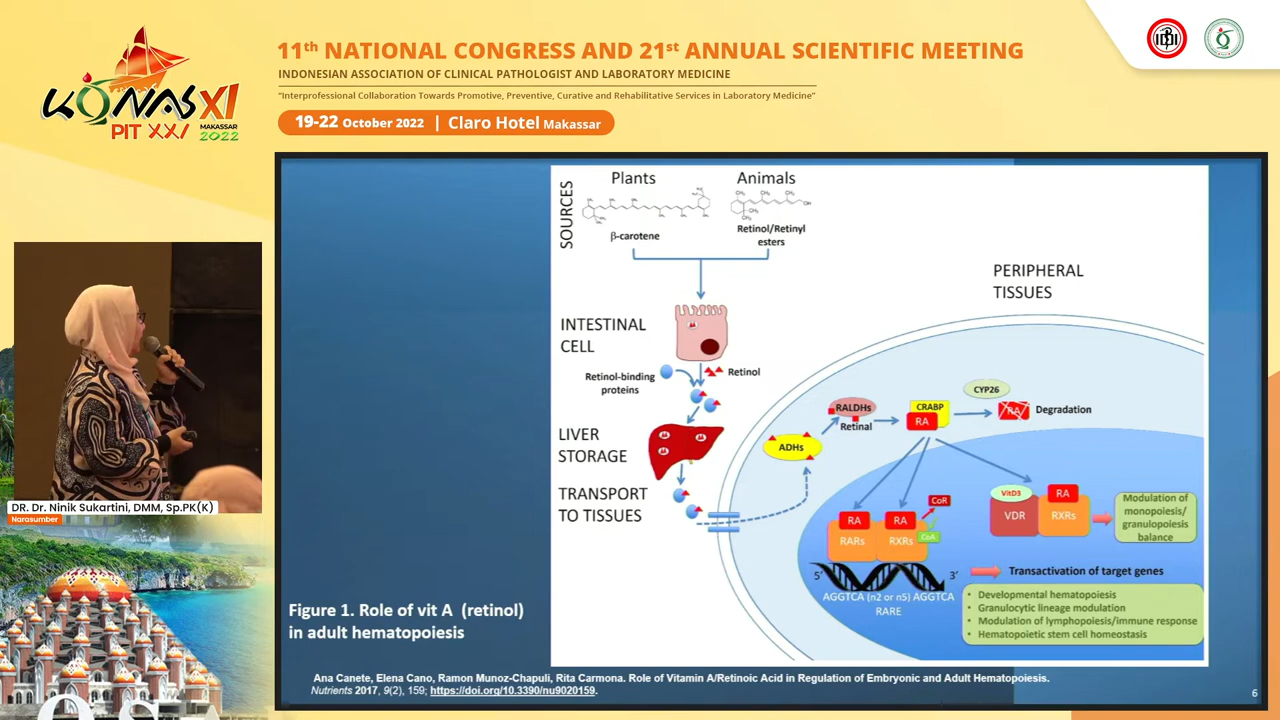 KONAS XI
PIT XXI
MAKASSAR
2022
11th NATIONAL CONGRESS AND 21st ANNUAL SCIENTIFIC MEETING
INDONESIAN ASSOCIATION OF CLINICAL PATHOLOGIST AND LABORATORY MEDICINE
"Interprofessional Collaboration Towards Promotive, Preventive, Curative and Rehabilitative Services in Laboratory Medicine"
19-22 October 2022 | Claro Hotel Makassar
SOURCES
Plants
Animals
β-carotene
Retinol/Retinyl
esters
INTESTINAL
CELL
Retinol-binding
proteins
Retinol
LIVER
STORAGE
TRANSPORT
TO TISSUES
PERIPHERAL
TISSUES
ADHs
RALDHs
Retinal
CRABP
RA
CYP26
RA
Degradation
RA
RARs
RA
RXRs
CoR
CoA
5'
3'
AGGTCA (n2 or n5) AGGTCA
RARE
VitD3
VDR
RA
RXRs
Modulation of
monopoiesis/
granulopoiesis
balance
Transactivation of target genes
• Developmental hematopoiesis
• Granulocytic lineage modulation
• Modulation of lymphopoiesis/immune response
• Hematopoietic stem cell homeostasis
Figure 1. Role of vit A (retinol)
in adult hematopoiesis
Ana Canete, Elena Cano, Ramon Munoz-Chapuli, Rita Carmona. Role of Vitamin A/Retinoic Acid in Regulation of Embryonic and Adult Hematopoiesis.
Nutrients 2017, 9(2), 159; https://doi.org/10.3390/nu9020159.
6
DR. Dr. Ninik Sukartini, DMM, Sp.PK(K)
Narasumber